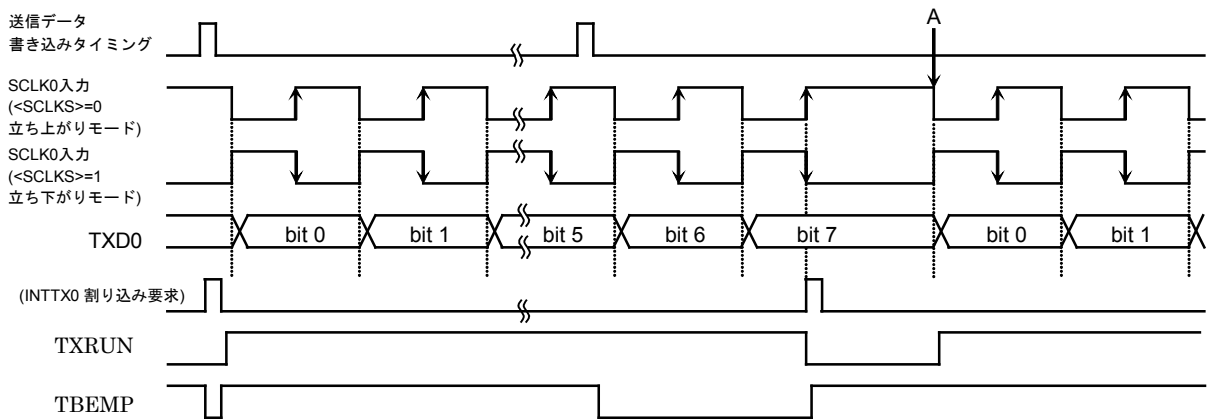 送信データ
書き込みタイミング
A
SCLK0入力
(<SCLKS>=0
立ち上がりモード)
SCLK0入力
(<SCLKS>=1
立ち下がりモード)
TXD0
bit 0
bit 1
bit 5
bit 6
bit 7
bit 0
bit 1
(INTTX0 割り込み要求)
TXRUN
TBEMP